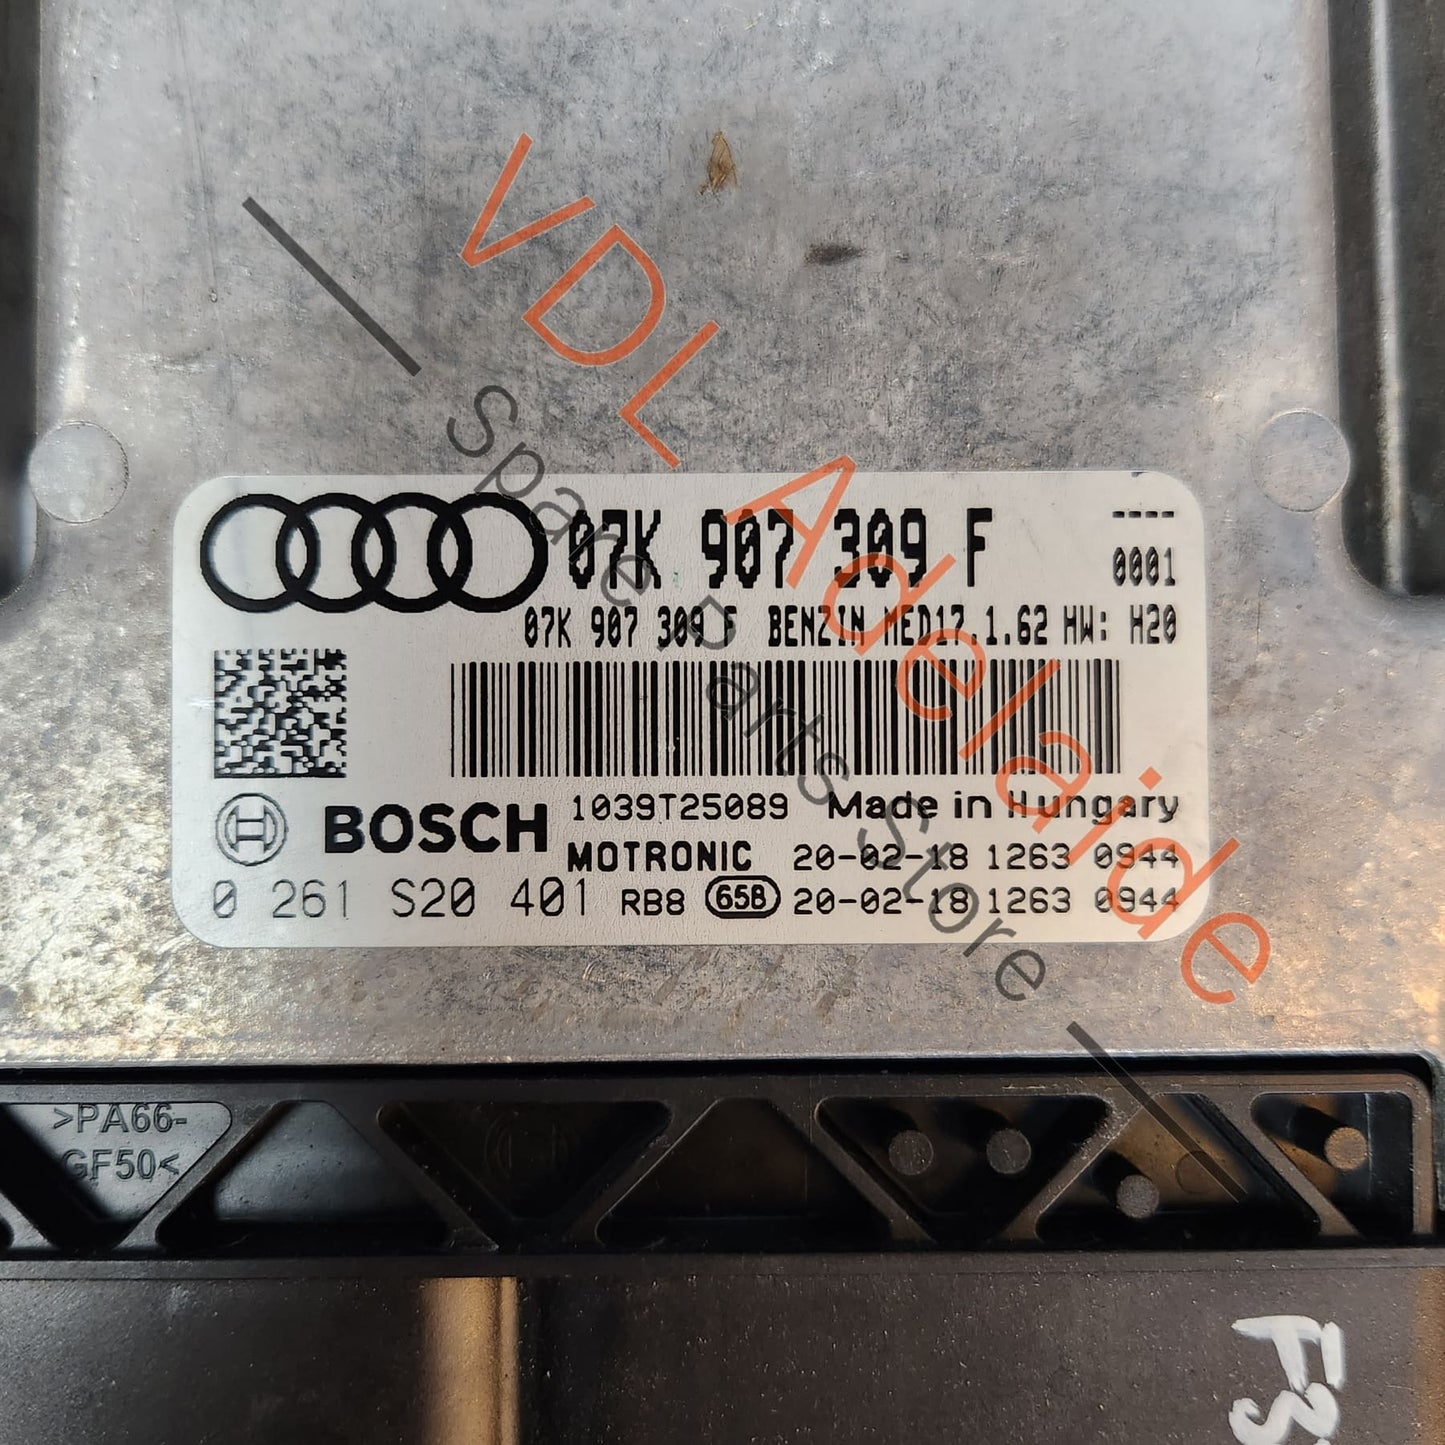 VDL Adelaide
Spare Parts Store
07K 907 309 F
----
0001
07K 907 309 F BENZIN MED17.1.62 HW: H20
BOSCH
1039T25089 Made in Hungary
MOTRONIC 20-02-18 1263 0944
0 261 S20 401 RB8 65B 20-02-18 1263 0944
>PA66-
GF50<
F3